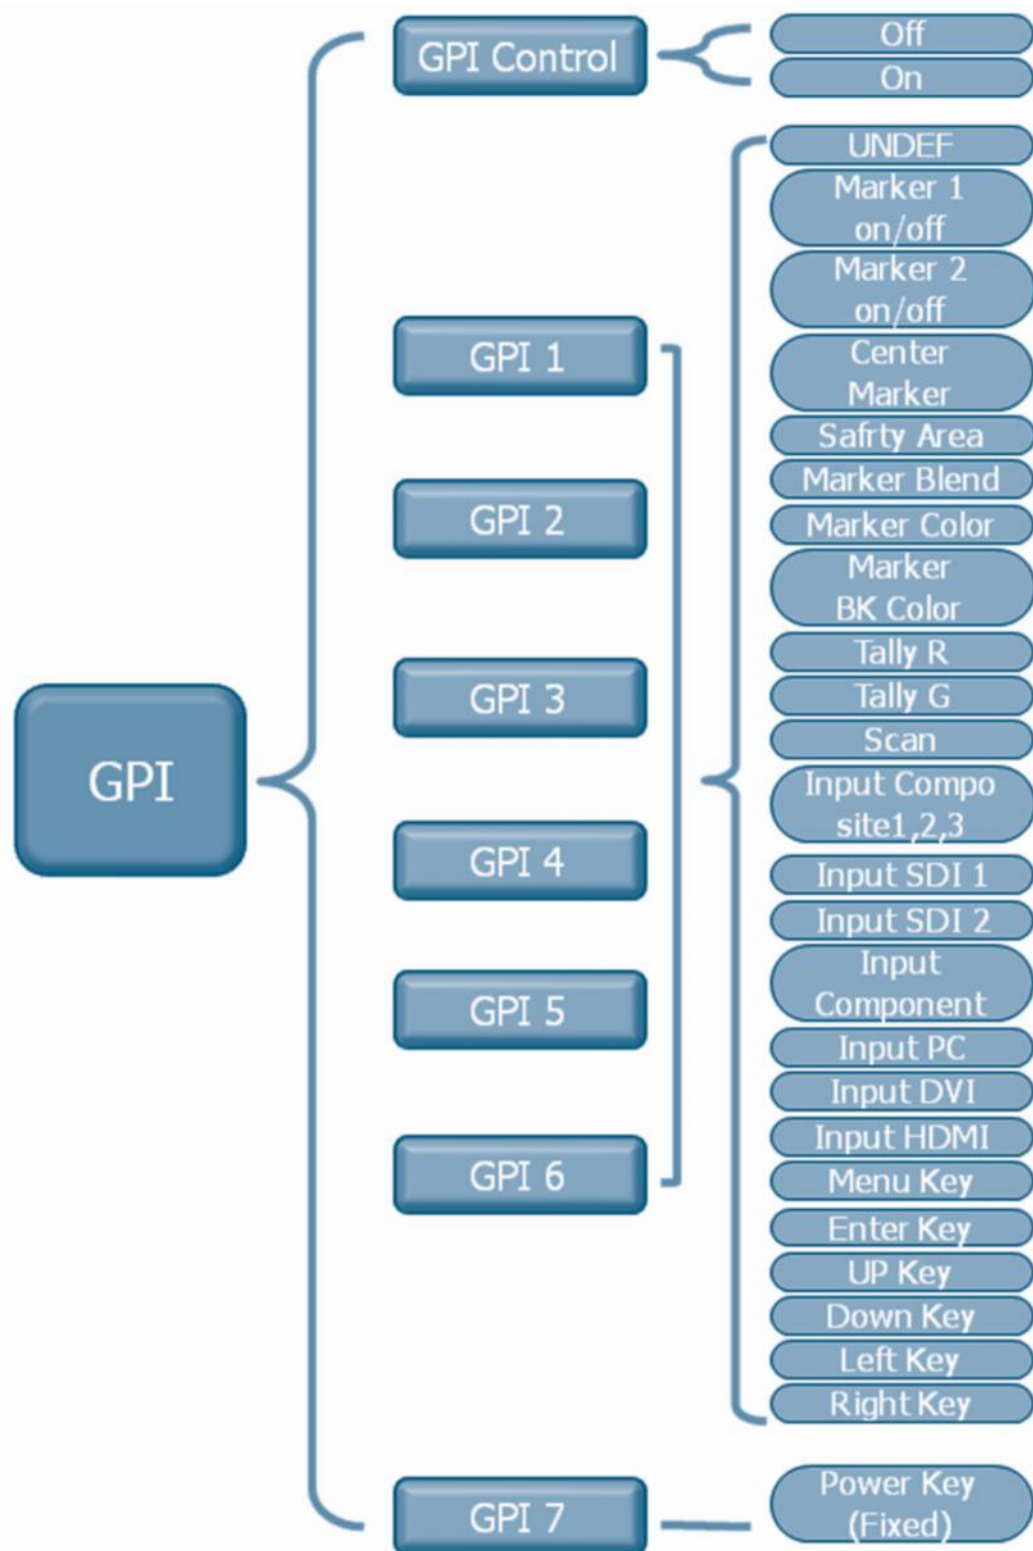 GPI
GPI Control
Off
On
GPI 1
GPI 2
GPI 3
GPI 4
GPI 5
GPI 6
UNDEF
Marker 1
on/off
Marker 2
on/off
Center
Marker
Safrty Area
Marker Blend
Marker Color
Marker
BK Color
Tally R
Tally G
Scan
Input Compo
site1,2,3
Input SDI 1
Input SDI 2
Input
Component
Input PC
Input DVI
Input HDMI
Menu Key
Enter Key
UP Key
Down Key
Left Key
Right Key
GPI 7
Power Key
(Fixed)